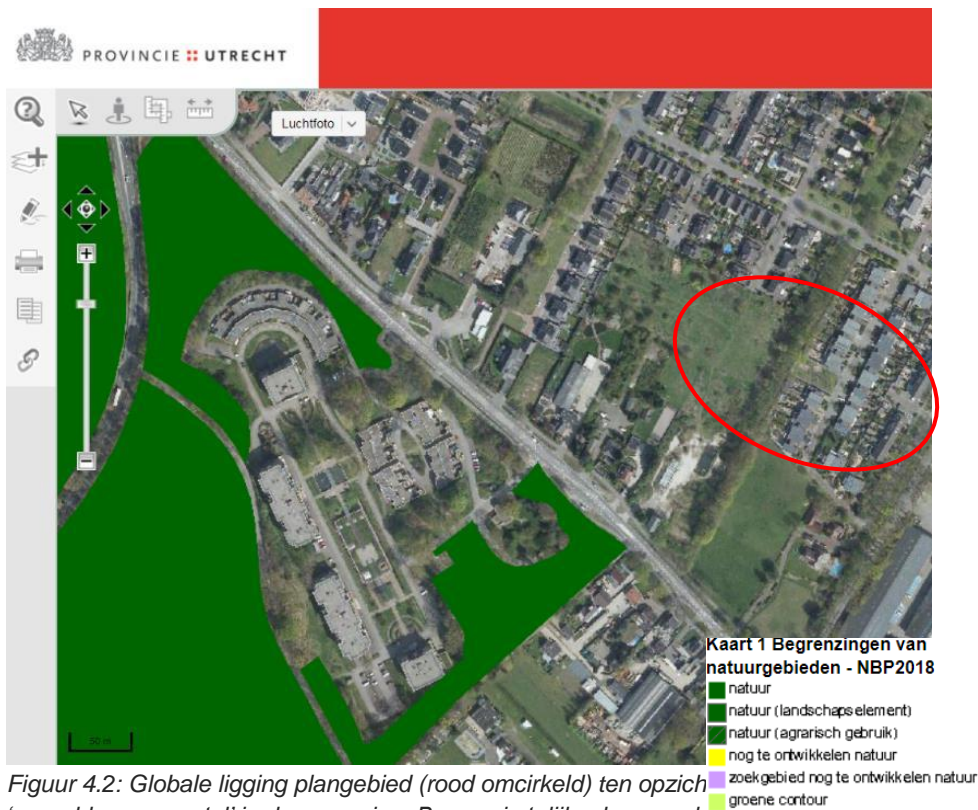 PROVINCIE UTRECHT
Luchtfoto
50 m
Kaart 1 Begrenzingen van
natuurgebieden - NBP2018
natuur
natuur (landschapselement)
natuur (agrarisch gebruik)
nog te ontwikkelen natuur
zoekgebied nog te ontwikkelen natuur
groene contour
Figuur 4.2: Globale ligging plangebied (rood omcirkeld) ten opzich